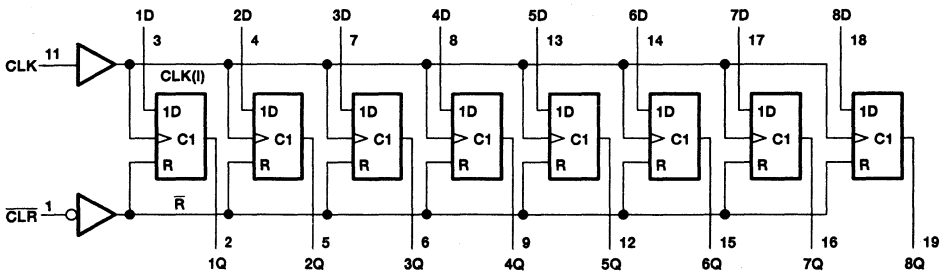 1D 2D 3D 4D 5D 6D 7D 8D
3 4 7 8 13 14 17 18
CLK 11
CLK(I)
1D 1D 1D 1D 1D 1D 1D 1D
C1 C1 C1 C1 C1 C1 C1 C1
R R R R R R R R
C̅L̅R̅ 1
R̅
2 5 6 9 12 15 16 19
1Q 2Q 3Q 4Q 5Q 6Q 7Q 8Q